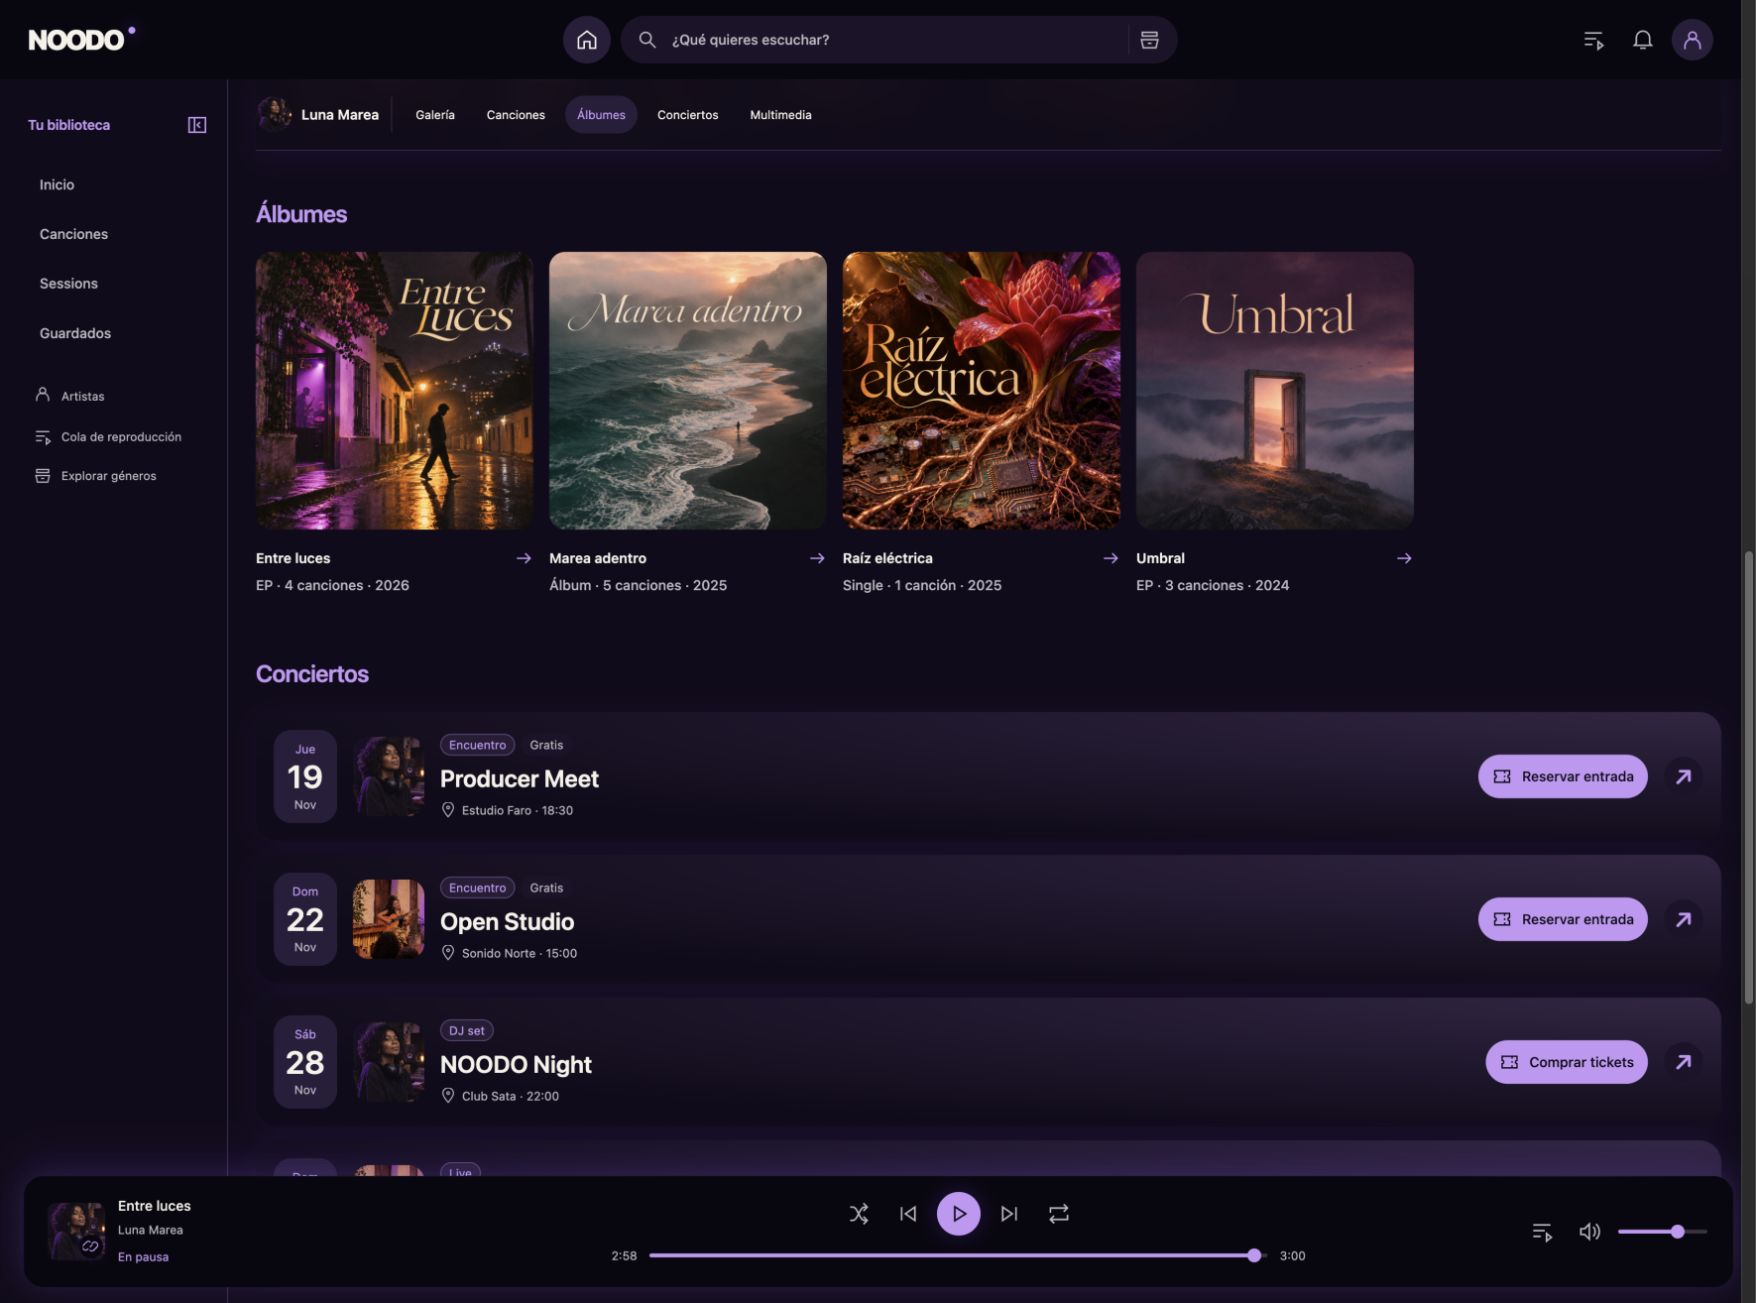 NOODO
¿Qué quieres escuchar?
Tu biblioteca
Inicio
Canciones
Sessions
Guardados
Artistas
Cola de reproducción
Explorar géneros
Luna Marea
Galería
Canciones
Álbumes
Conciertos
Multimedia
Álbumes
Entre
Luces
Marea adentro
Raíz
eléctrica
Umbral
Entre luces
EP · 4 canciones · 2026
Marea adentro
Álbum · 5 canciones · 2025
Raíz eléctrica
Single · 1 canción · 2025
Umbral
EP · 3 canciones · 2024
Conciertos
Jue
19
Nov
Encuentro Gratis
Producer Meet
Estudio Faro · 18:30
Reservar entrada
Dom
22
Nov
Encuentro Gratis
Open Studio
Sonido Norte · 15:00
Reservar entrada
Sáb
28
Nov
DJ set
NOODO Night
Club Sata · 22:00
Comprar tickets
Dom
Live
Entre luces
Luna Marea
En pausa
2:58
3:00